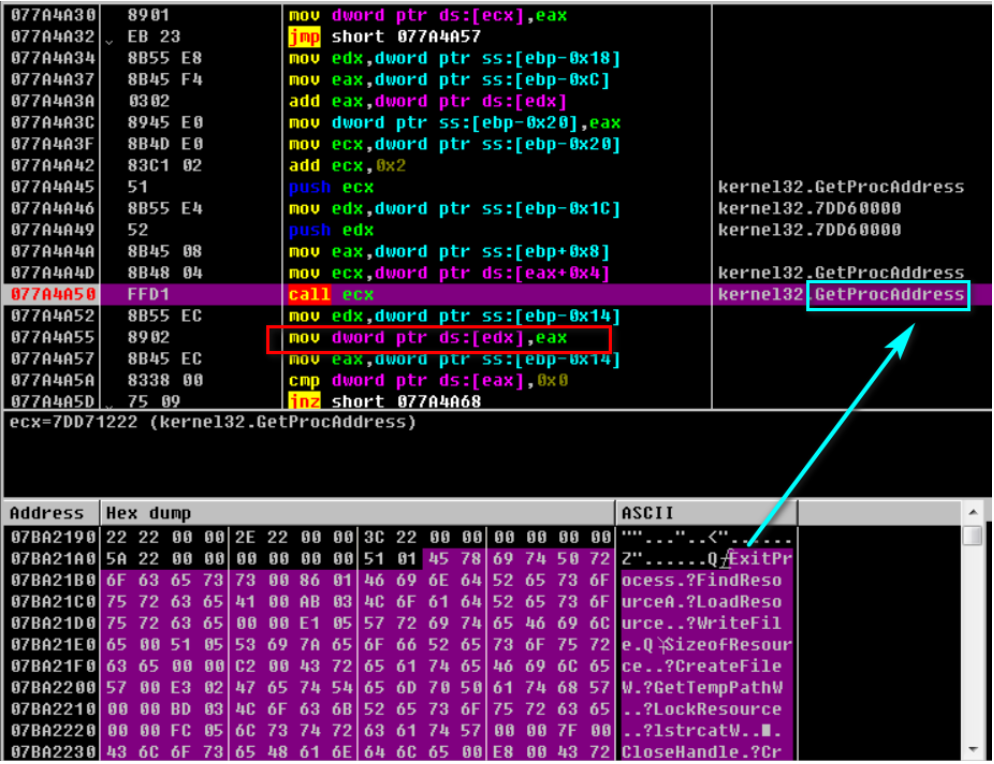 077A4A30 8901 mov dword ptr ds:[ecx],eax
077A4A32 EB 23 jmp short 077A4A57
077A4A34 8B55 E8 mov edx,dword ptr ss:[ebp-0x18]
077A4A37 8B45 F4 mov eax,dword ptr ss:[ebp-0xC]
077A4A3A 0302 add eax,dword ptr ds:[edx]
077A4A3C 8945 E0 mov dword ptr ss:[ebp-0x20],eax
077A4A3F 8B4D E0 mov ecx,dword ptr ss:[ebp-0x20]
077A4A42 83C1 02 add ecx,0x2
077A4A45 51 push ecx kernel32.GetProcAddress
077A4A46 8B55 E4 mov edx,dword ptr ss:[ebp-0x1C] kernel32.7DD60000
077A4A49 52 push edx kernel32.7DD60000
077A4A4A 8B45 08 mov eax,dword ptr ss:[ebp+0x8]
077A4A4D 8B48 04 mov ecx,dword ptr ds:[eax+0x4] kernel32.GetProcAddress
077A4A50 FFD1 call ecx kernel32.GetProcAddress
077A4A52 8B55 EC mov edx,dword ptr ss:[ebp-0x14]
077A4A55 8902 mov dword ptr ds:[edx],eax
077A4A57 8B45 EC mov eax,dword ptr ss:[ebp-0x14]
077A4A5A 8338 00 cmp dword ptr ds:[eax],0x0
077A4A5D 75 09 jnz short 077A4A68
ecx=7DD71222 (kernel32.GetProcAddress)
Address Hex dump ASCII
07BA2190 22 22 00 00 2E 22 00 00 3C 22 00 00 00 00 00 00 ""..."..<"......
07BA21A0 5A 22 00 00 00 00 00 00 51 01 45 78 69 74 50 72 Z"......Q ExitPr
07BA21B0 6F 63 65 73 73 00 86 01 46 69 6E 64 52 65 73 6F ocess.?FindReso
07BA21C0 75 72 63 65 41 00 AB 03 4C 6F 61 64 52 65 73 6F urceA.?LoadReso
07BA21D0 75 72 63 65 00 00 E1 05 57 72 69 74 65 46 69 6C urce..?WriteFil
07BA21E0 65 00 51 05 53 69 7A 65 6F 66 52 65 73 6F 75 72 e.Q SizeofResour
07BA21F0 63 65 00 00 C2 00 43 72 65 61 74 65 46 69 6C 65 ce..?CreateFile
07BA2200 57 00 E3 02 47 65 74 54 65 6D 70 50 61 74 68 57 W.?GetTempPathW
07BA2210 00 00 BD 03 4C 6F 63 6B 52 65 73 6F 75 72 63 65 ..?LockResource
07BA2220 00 00 FC 05 6C 73 74 72 63 61 74 57 00 00 7F 00 ..?lstrcatW...
07BA2230 43 6C 6F 73 65 48 61 6E 64 6C 65 00 E8 00 43 72 CloseHandle.?Cr